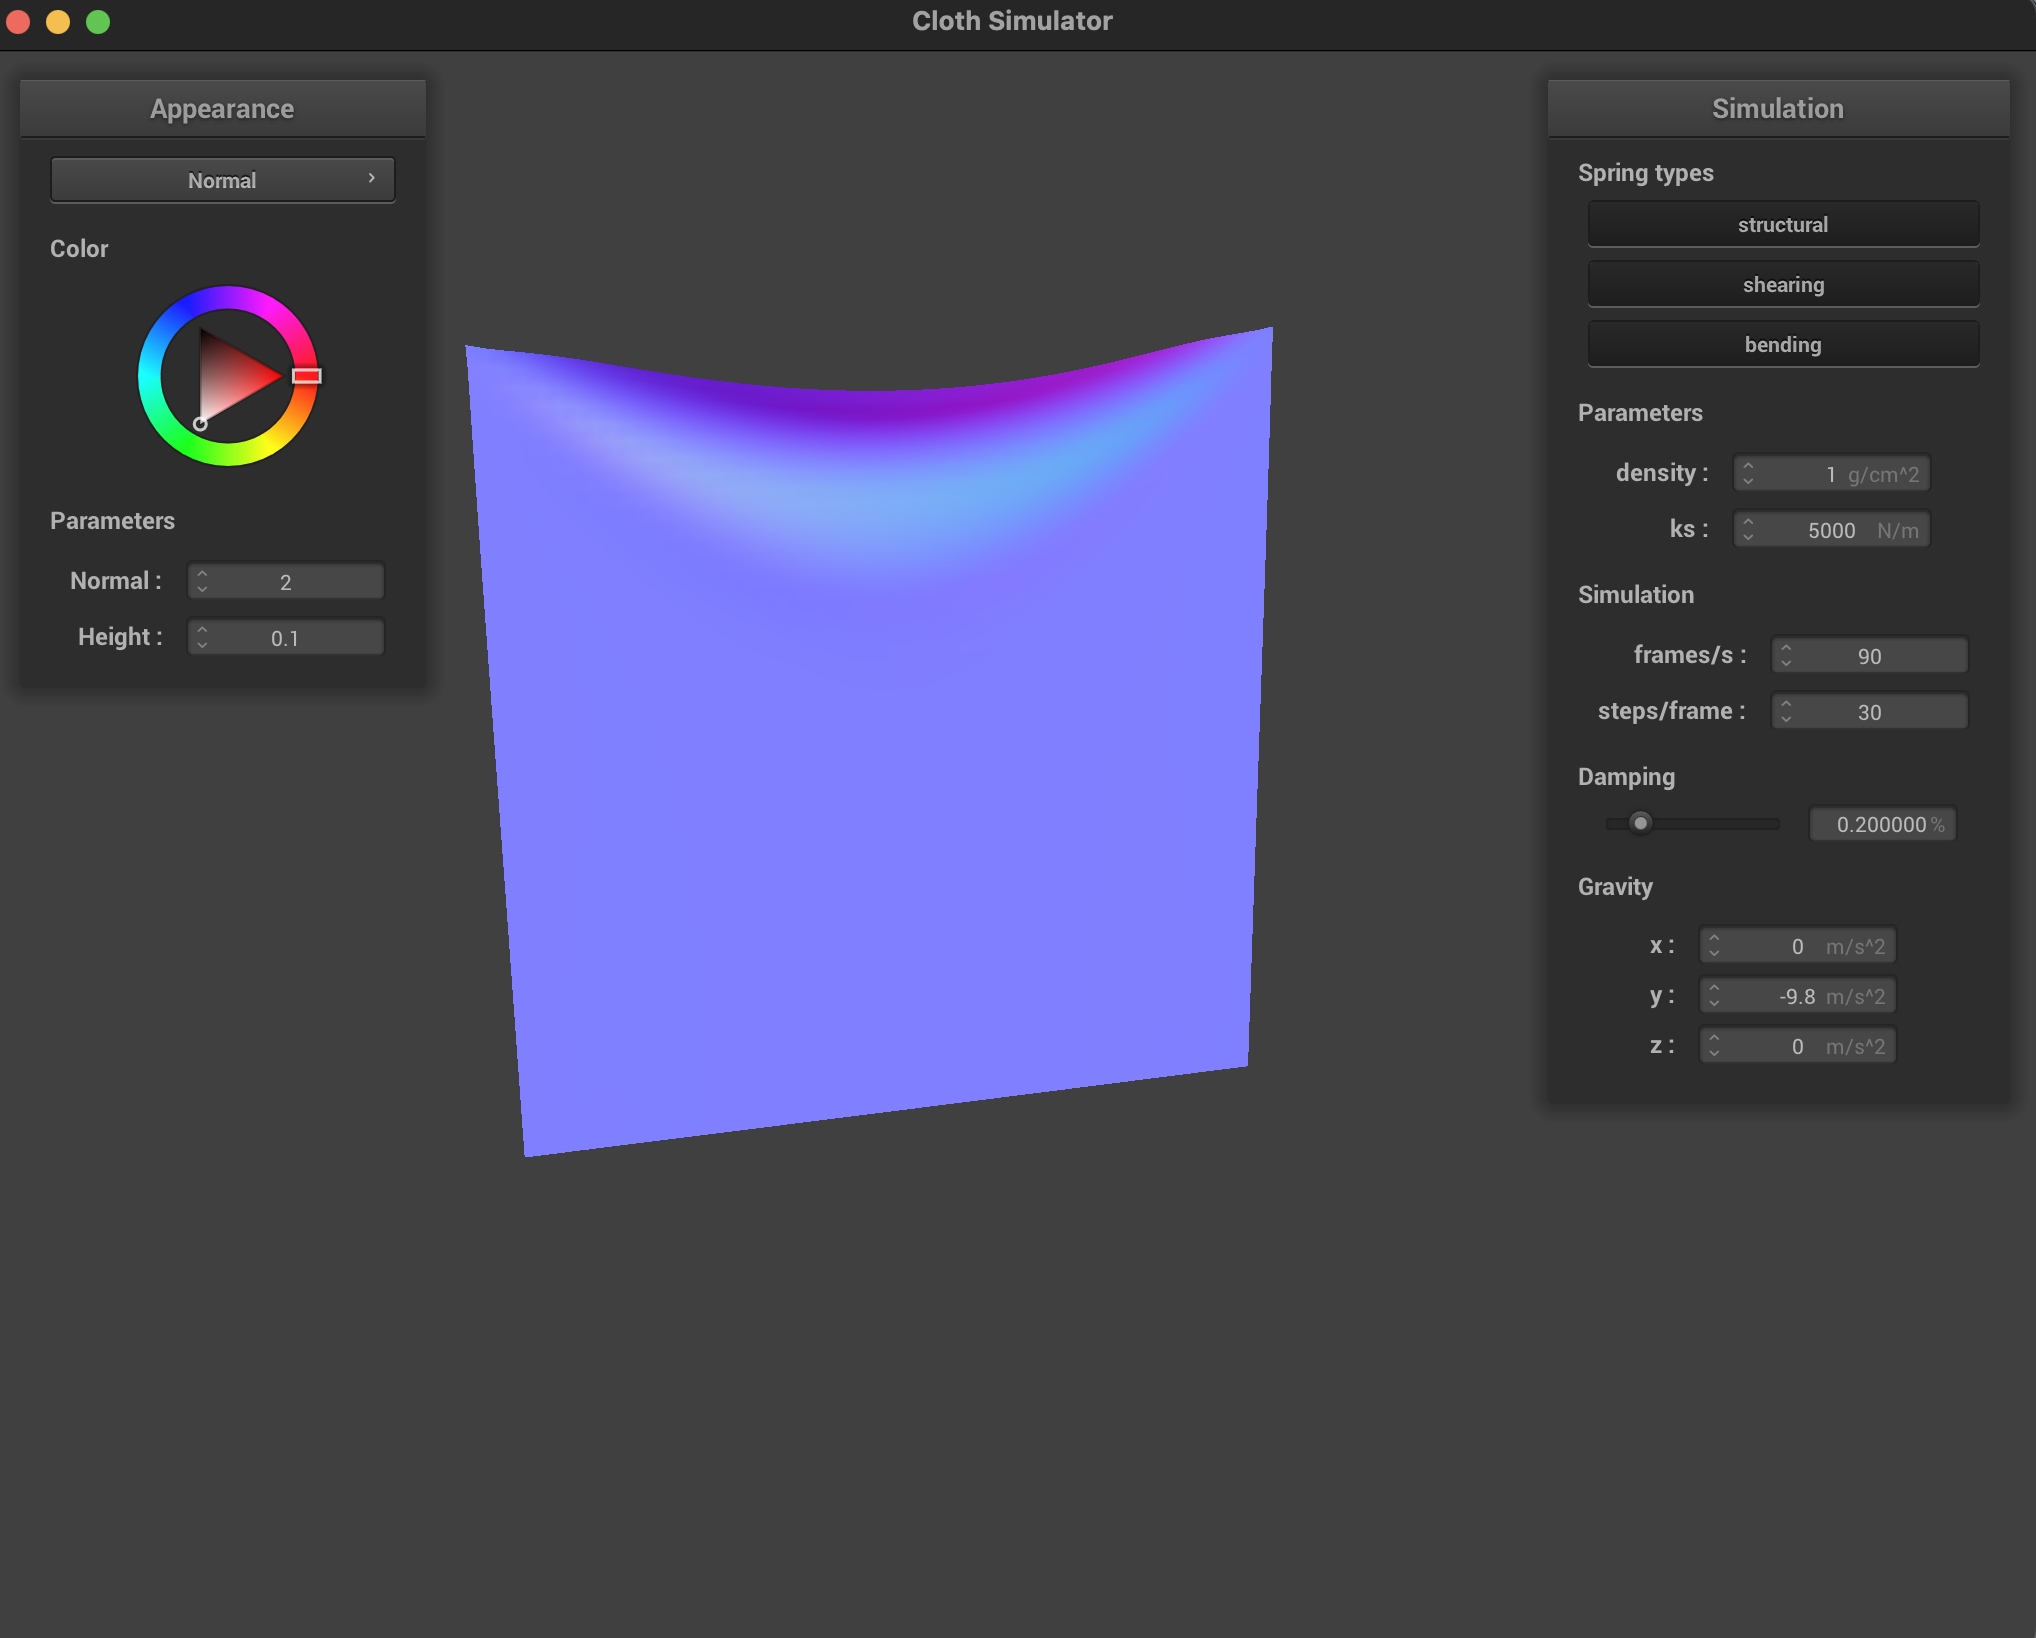 Cloth Simulator
Appearance
Normal
Color
Parameters
Normal : 2
Height : 0.1
Simulation
Spring types
structural
shearing
bending
Parameters
density : 1 g/cm^2
ks : 5000 N/m
Simulation
frames/s : 90
steps/frame : 30
Damping
0.200000 %
Gravity
x : 0 m/s^2
y : -9.8 m/s^2
z : 0 m/s^2